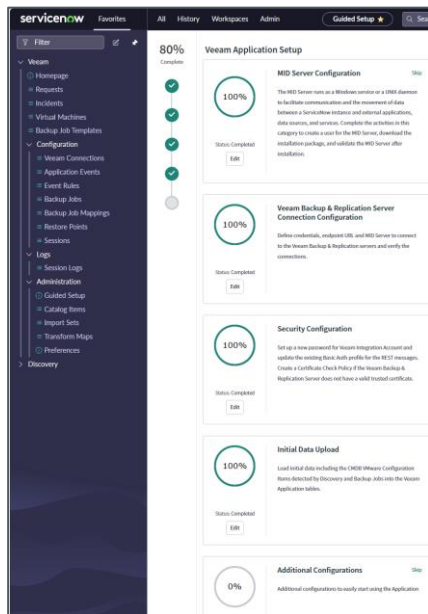 servicenow
Favorites
All History Workspaces Admin
Guided Setup ★
Sea
Filter
Veeam
Homepage
Requests
Incidents
Virtual Machines
Backup Job Templates
Configuration
Veeam Connections
Application Events
Event Rules
Backup Jobs
Backup Job Mappings
Restore Points
Sessions
Logs
Session Logs
Administration
Guided Setup
Catalog Items
Import Sets
Transform Maps
Preferences
Discovery
80%
Complete
Veeam Application Setup
100%
Status: Completed
Edit
MID Server Configuration
Skip
The MID Server runs as a Windows service or a UNIX daemon
to facilitate communication and the movement of data
between a ServiceNow instance and external applications,
data sources, and services. Complete the activities in this
category to create a user for the MID Server, download the
installation package, and validate the MID Server after
installation.
100%
Status: Completed
Edit
Veeam Backup & Replication Server
Connection Configuration
Define credentials, endpoint URL and MID Server to connect
to the Veeam Backup & Replication servers and verify the
connections.
100%
Status: Completed
Edit
Security Configuration
Set up a new password for Veeam Integration Account and
update the existing Basic Auth profile for the REST messages.
Create a Certificate Check Policy if the Veeam Backup &
Replication Server does not have a valid trusted certificate.
100%
Status: Completed
Edit
Initial Data Upload
Load initial data including the CMDB VMware Configuration
Items detected by Discovery and Backup Jobs into the Veeam
Application tables.
0%
Additional Configurations
Skip
Additional configurations to easily start using the Application